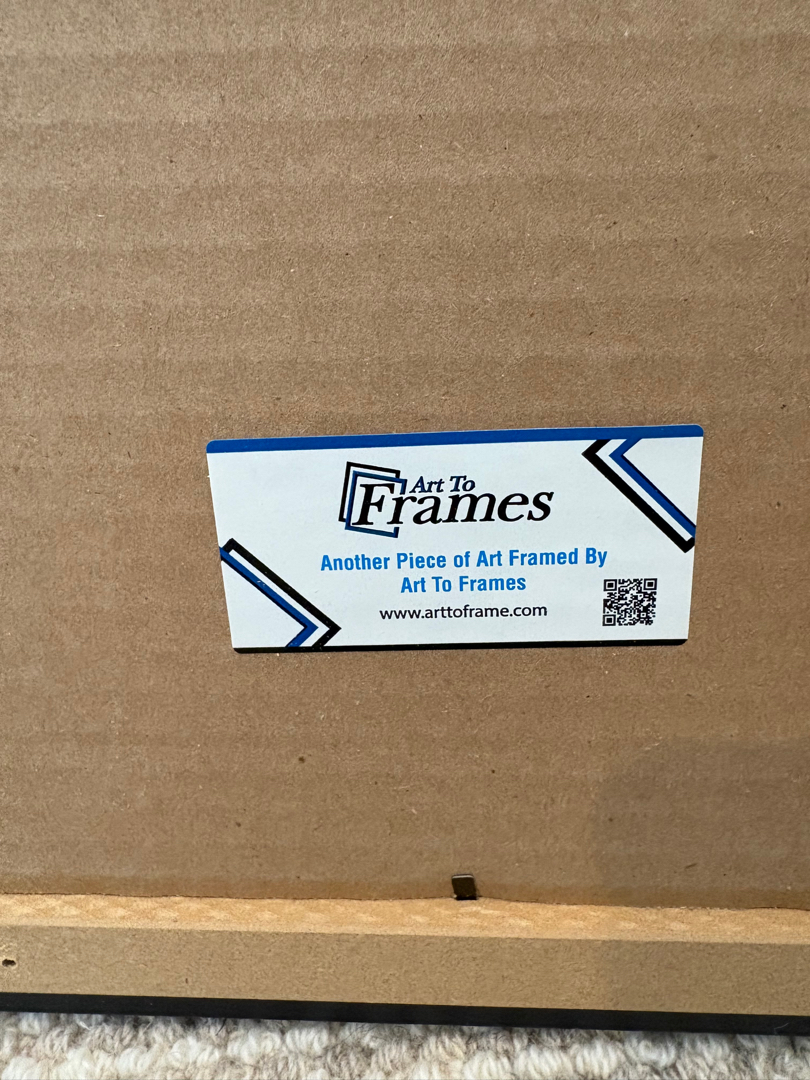 Art To
Frames
Another Piece of Art Framed By
Art To Frames
www.arttoframe.com